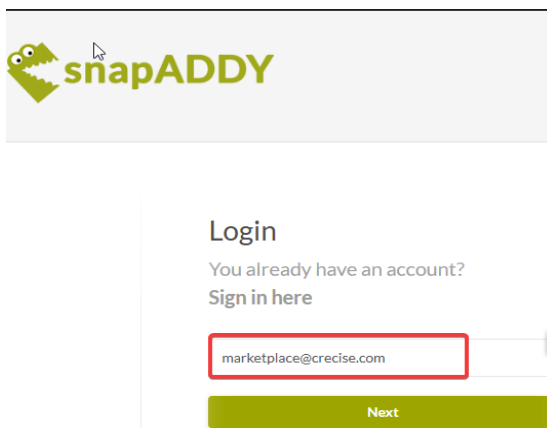 snapADDY
Login
You already have an account?
Sign in here
marketplace@crecise.com
Next